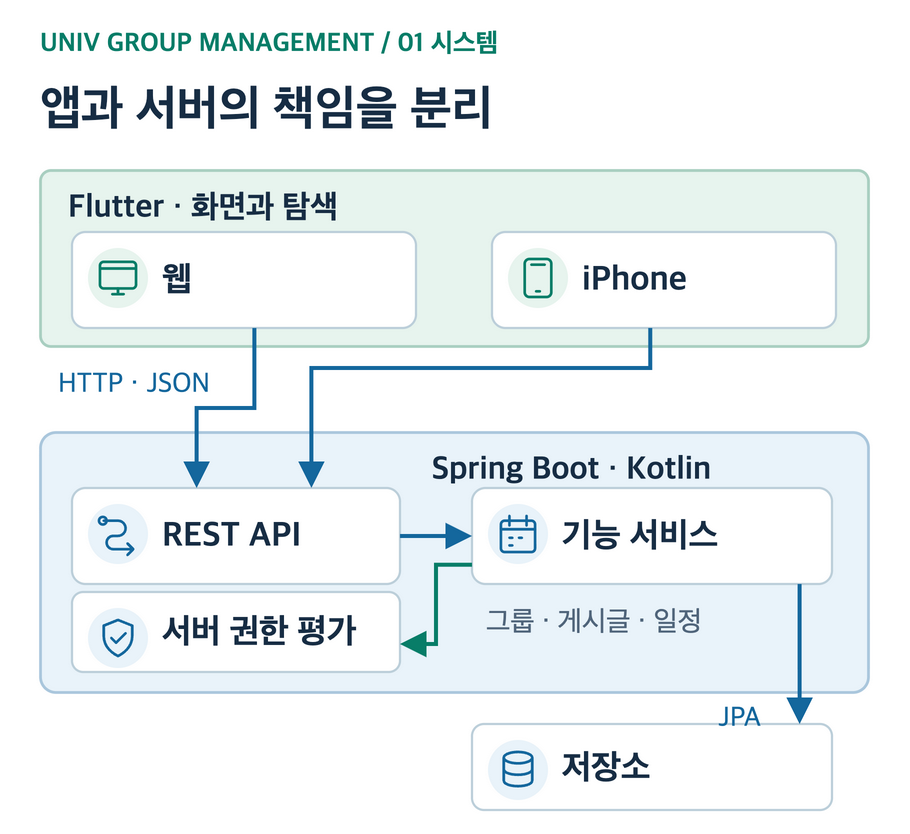 UNIV GROUP MANAGEMENT / 01 시스템
앱과 서버의 책임을 분리
Flutter · 화면과 탐색
웹
iPhone
HTTP · JSON
Spring Boot · Kotlin
REST API
기능 서비스
서버 권한 평가
그룹 · 게시글 · 일정
JPA
저장소